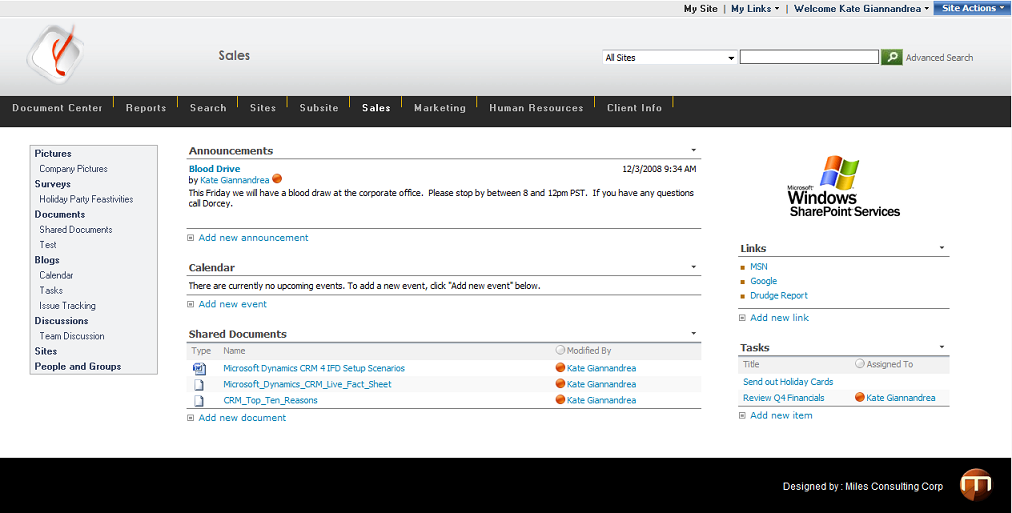 My Site | My Links | Welcome Kate Giannandrea Site Actions
Sales
All Sites
Advanced Search
Document Center Reports Search Sites Subsite Sales Marketing Human Resources Client Info
Pictures
Company Pictures
Surveys
Holiday Party Feastivities
Documents
Shared Documents
Test
Blogs
Calendar
Tasks
Issue Tracking
Discussions
Team Discussion
Sites
People and Groups
Announcements
Blood Drive 12/3/2008 9:34 AM
by Kate Giannandrea
This Friday we will have a blood draw at the corporate office. Please stop by between 8 and 12pm PST. If you have any questions
call Dorcey.
Add new announcement
Calendar
There are currently no upcoming events. To add a new event, click "Add new event" below.
Add new event
Shared Documents
Type Name Modified By
Microsoft Dynamics CRM 4 IFD Setup Scenarios Kate Giannandrea
Microsoft_Dynamics_CRM_Live_Fact_Sheet Kate Giannandrea
CRM_Top_Ten_Reasons Kate Giannandrea
Add new document
Microsoft
Windows
SharePoint Services
Links
MSN
Google
Drudge Report
Add new link
Tasks
Title Assigned To
Send out Holiday Cards
Review Q4 Financials Kate Giannandrea
Add new item
Designed by : Miles Consulting Corp